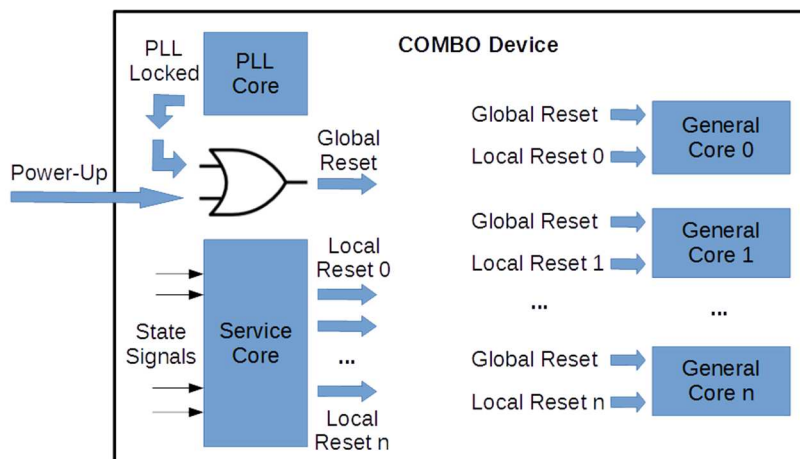 COMBO Device
PLL
Locked
PLL
Core
Power-Up
Global
Reset
State
Signals
Service
Core
Local
Reset 0
...
Local
Reset n
Global Reset
Local Reset 0
General
Core 0
Global Reset
Local Reset 1
General
Core 1
...
...
Global Reset
Local Reset n
General
Core n